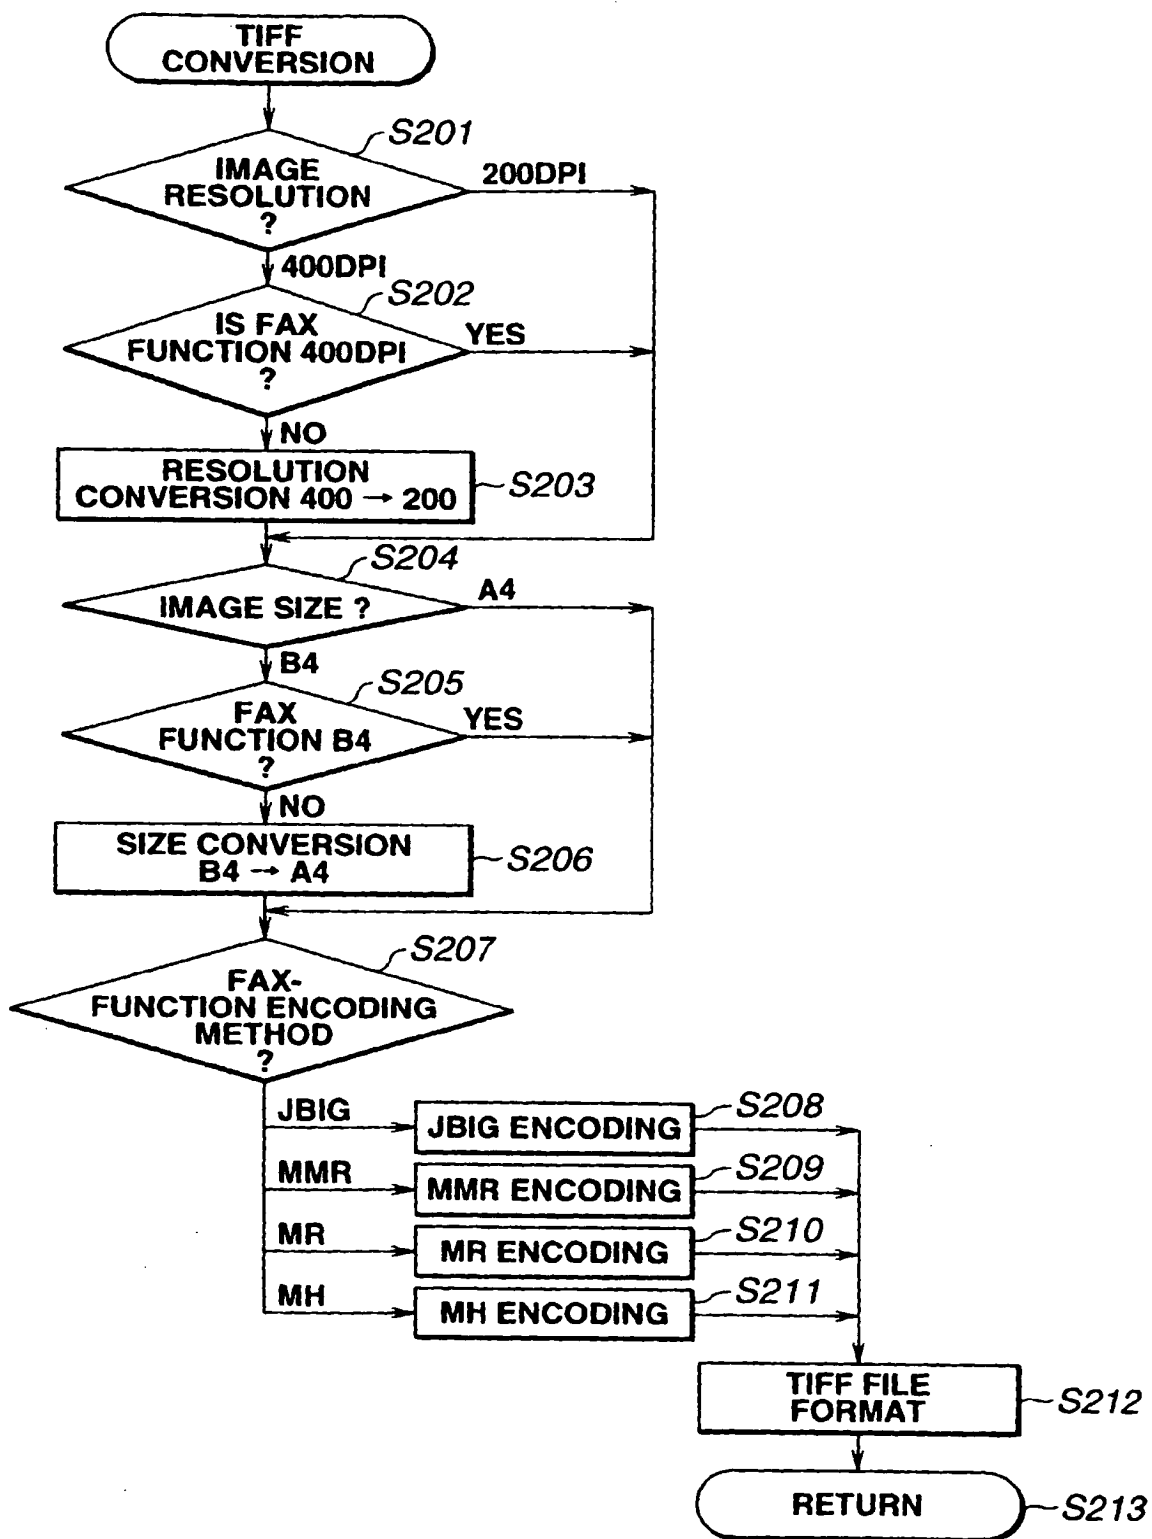 TIFF
CONVERSION
S201
IMAGE
RESOLUTION
?
200DPI
400DPI
S202
IS FAX
FUNCTION 400DPI
?
YES
NO
RESOLUTION
CONVERSION 400 → 200
S203
S204
IMAGE SIZE ?
A4
B4
S205
FAX
FUNCTION B4
?
YES
NO
SIZE CONVERSION
B4 → A4
S206
S207
FAX-
FUNCTION ENCODING
METHOD
?
JBIG
JBIG ENCODING
S208
MMR
MMR ENCODING
S209
MR
MR ENCODING
S210
MH
MH ENCODING
S211
TIFF FILE
FORMAT
S212
RETURN
S213